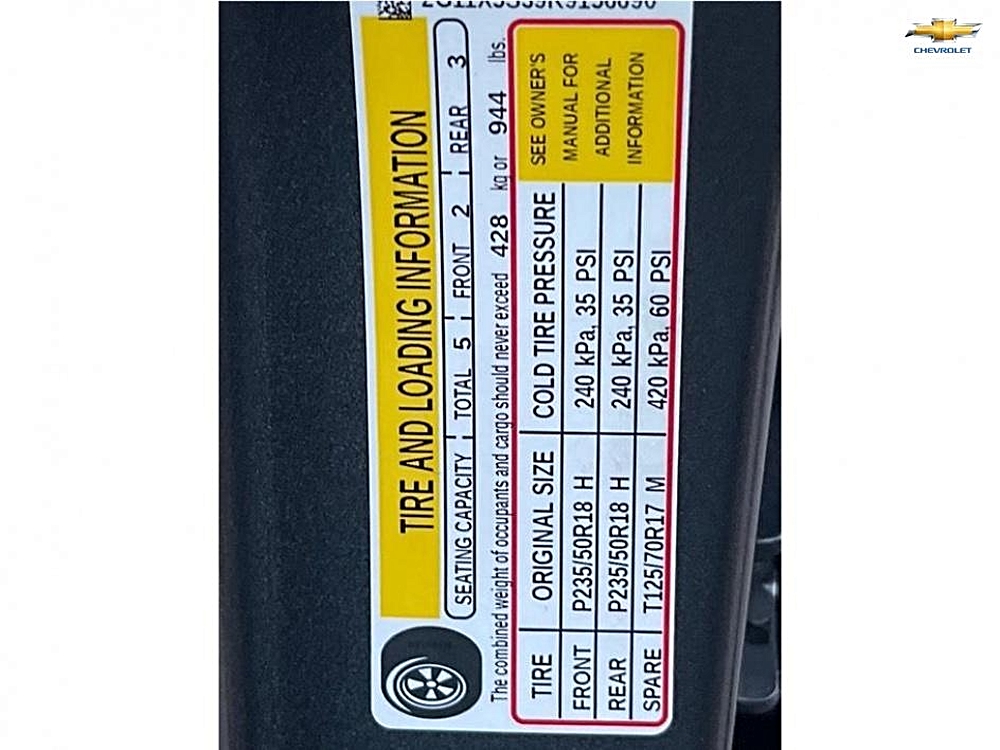 CHEVROLET
TIRE AND LOADING INFORMATION
SEATING CAPACITY ¦ TOTAL 5 ¦ FRONT 2 ¦ REAR 3
The combined weight of occupants and cargo should never exceed 428 kg or 944 lbs.
TIRE ORIGINAL SIZE COLD TIRE PRESSURE
FRONT P235/50R18 H 240 kPa, 35 PSI
REAR P235/50R18 H 240 kPa, 35 PSI
SPARE T125/70R17 M 420 kPa, 60 PSI
SEE OWNER'S
MANUAL FOR
ADDITIONAL
INFORMATION